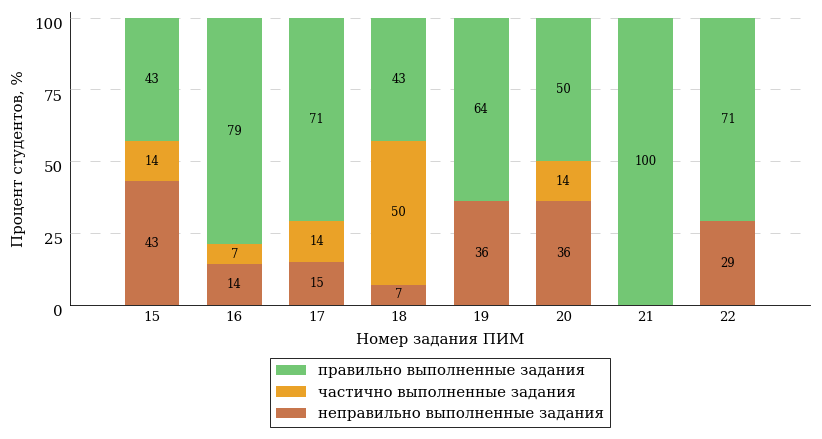 100
75
50
25
0
Процент студентов, %
43 14 43
79 7 14
71 14 15
43 50 7
64 36
50 14 36
100
71 29
15 16 17 18 19 20 21 22
Номер задания ПИМ
правильно выполненные задания
частично выполненные задания
неправильно выполненные задания